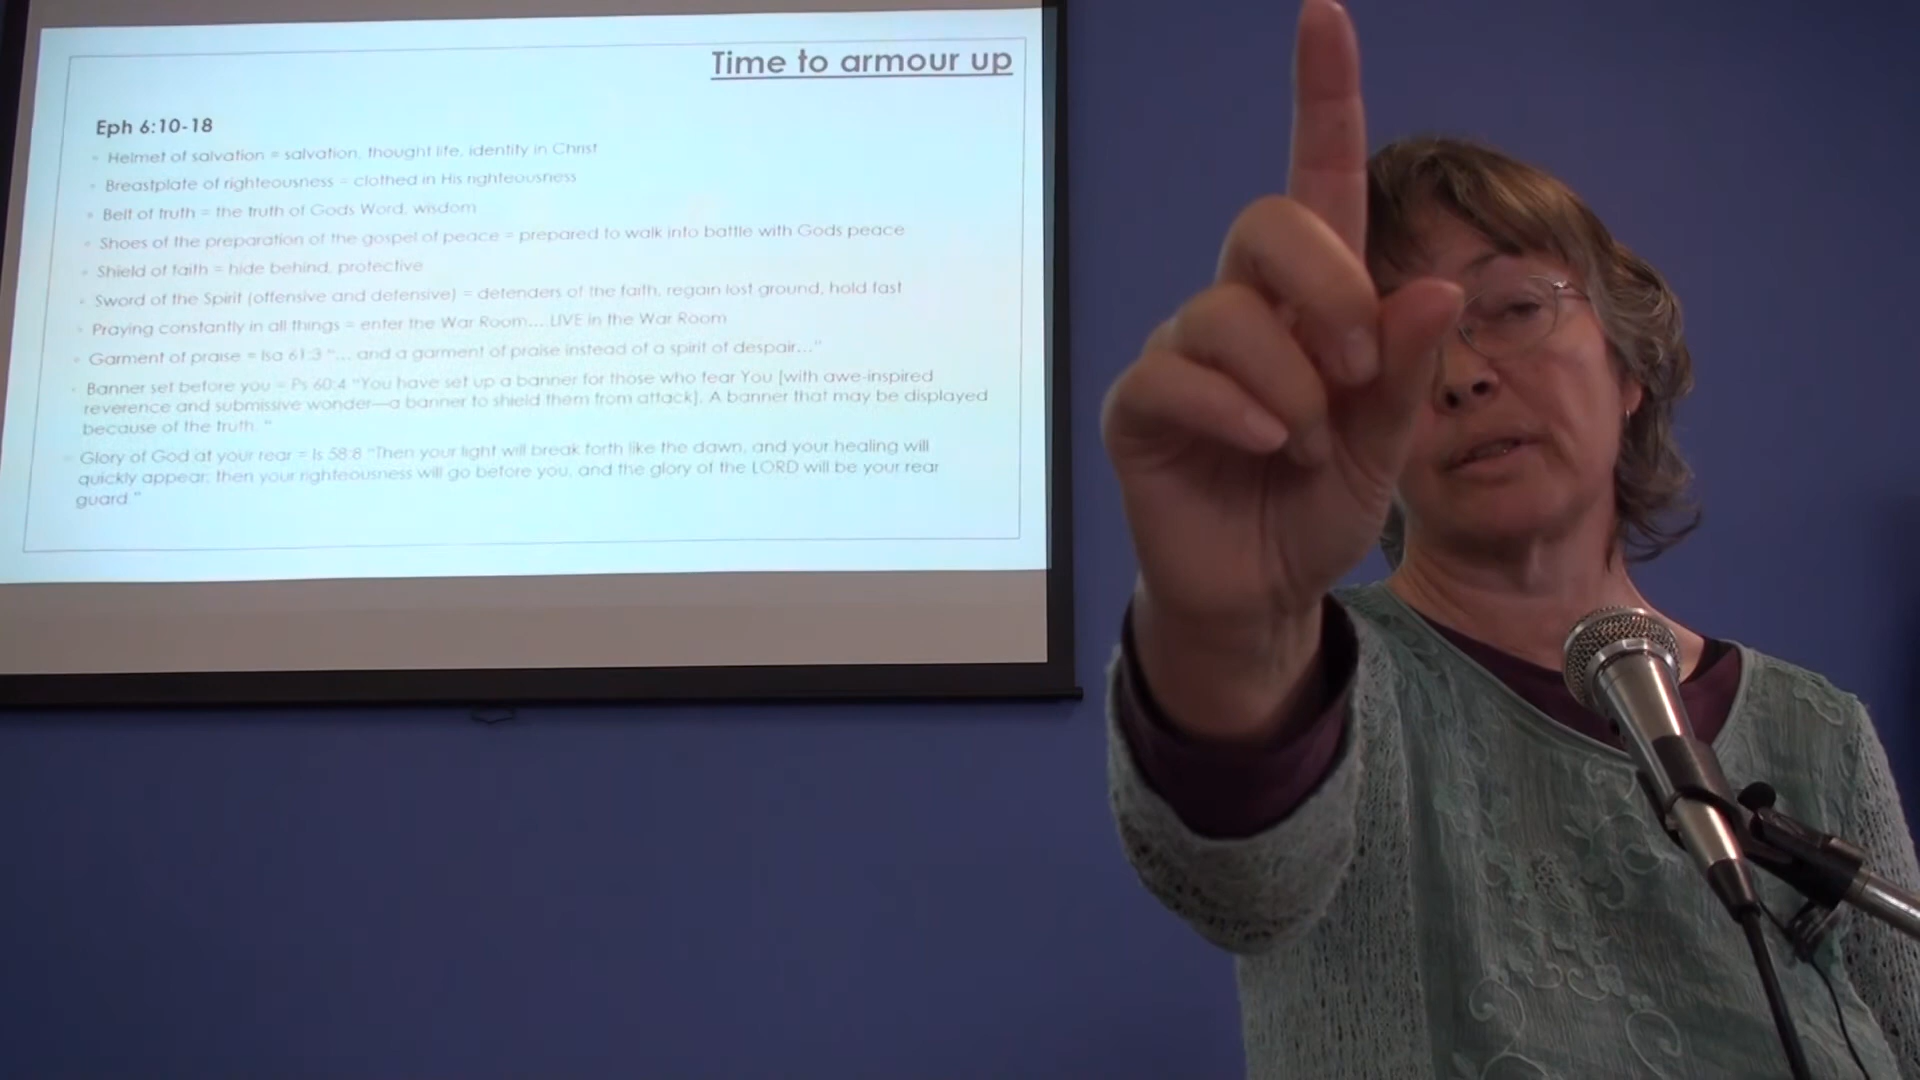 Time to armour up
Eph 6:10-18
Helmet of salvation = salvation, thought life, identity in Christ
Breastplate of righteousness = clothed in His righteousness
Belt of truth = the truth of Gods Word, wisdom
Shoes of the preparation of the gospel of peace = prepared to walk into battle with Gods peace
Shield of faith = hide behind, protective
Sword of the Spirit (offensive and defensive) = defenders of the faith, regain lost ground, hold fast
Praying constantly in all things = enter the War Room... LIVE in the War Room
Garment of praise = Isa 61:3 "... and a garment of praise instead of a spirit of despair..."
Banner set before you = Ps 60:4 "You have set up a banner for those who fear You [with awe-inspired
reverence and submissive wonder—a banner to shield them from attack], A banner that may be displayed
because of the truth. "
Glory of God at your rear = Is 58:8 "Then your light will break forth like the dawn, and your healing will
quickly appear; then your righteousness will go before you, and the glory of the LORD will be your rear
guard."